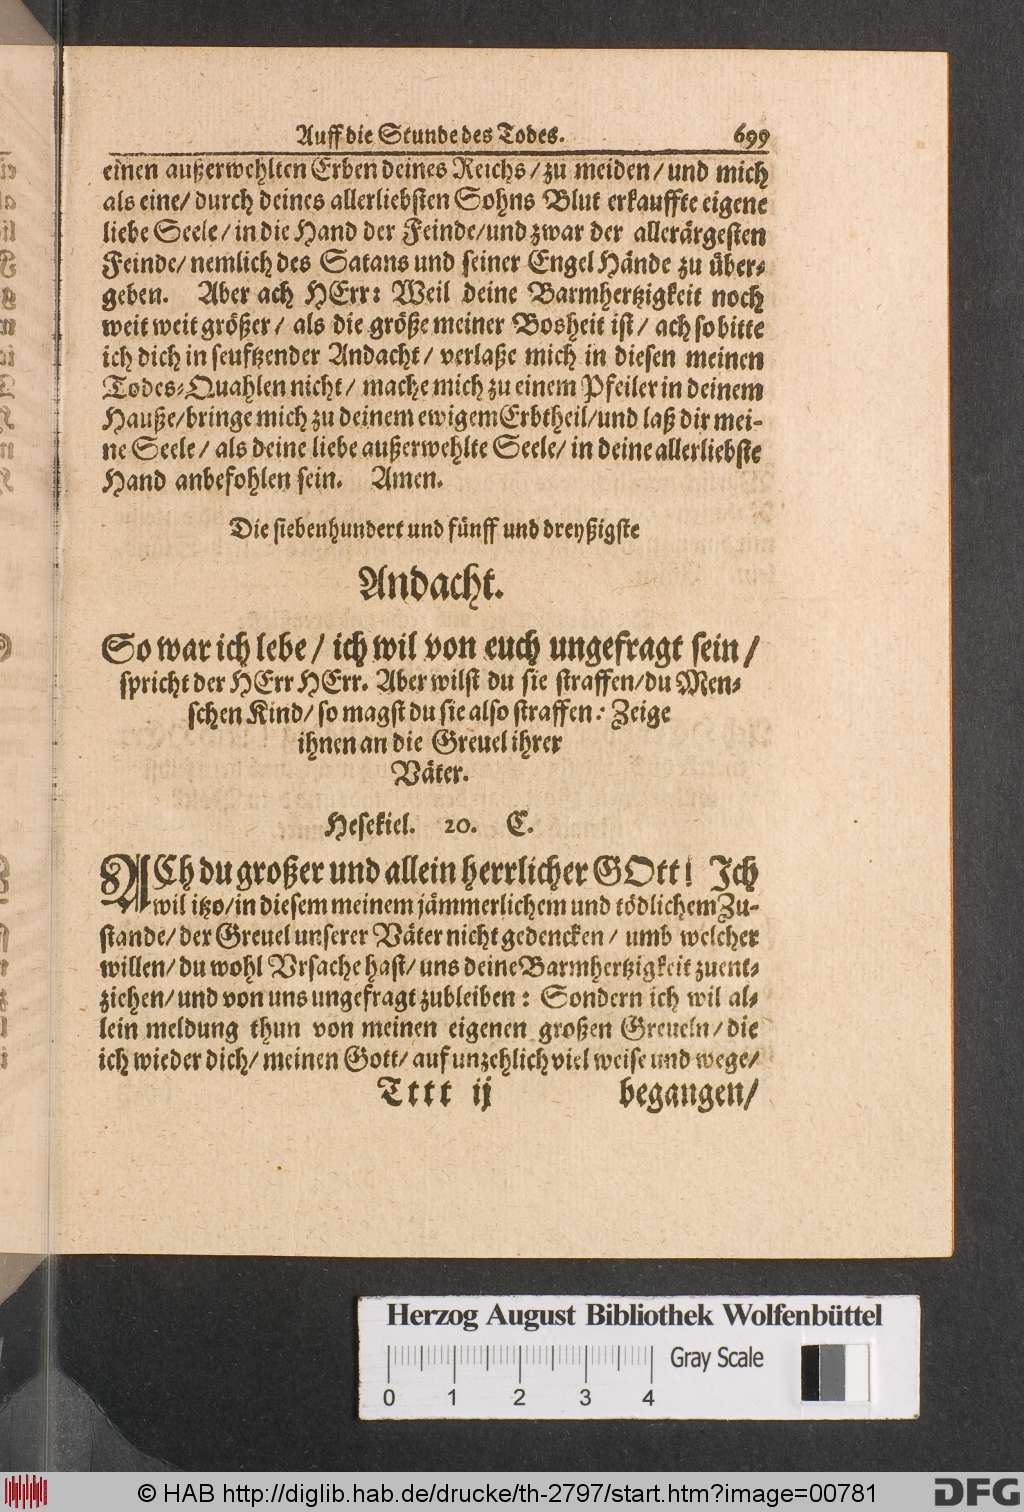 Auff die Stunde des Todes. 699
einen außerwehlten Erben deines Reichs / zu meiden / und mich
als eine / durch deines allerliebsten Sohns Blut erkauffte eigene
liebe Seele / in die Hand der Feinde / und zwar der allerärgesten
Feinde / nemlich des Satans und seiner Engel Hände zu über-
geben. Aber ach HErr: Weil deine Barmhertzigkeit noch
weit weit größer / als die größe meiner Bosheit ist / ach so bitte
ich dich in seufzender Andacht / verlaße mich in diesen meinen
Todes-Quahlen nicht / mache mich zu einem Pfeiler in deinem
Hauße / bringe mich zu deinem ewigem Erbtheil / und laß dir mei-
ne Seele / als deine liebe außerwehlte Seele / in deine allerliebste
Hand anbefohlen sein. Amen.
Die siebenhundert und fünff und dreyßigste
Andacht.
So war ich lebe / ich wil von euch ungefragt sein /
spricht der HErr HErr. Aber wilst du sie straffen / du Men-
schen Kind / so magst du sie also straffen: Zeige
ihnen an die Greuel ihrer
Väter.
Hesekiel. 20. C.
ACh du großer und allein herrlicher GOtt! Ich
wil itzo / in diesem meinem jämmerlichem und tödlichem Zu-
stande / der Greuel unserer Väter nicht gedencken / umb welcher
willen / du wohl Ursache hast / uns deine Barmhertzigkeit zuent-
ziehen / und von uns ungefragt zubleiben: Sondern ich wil al-
lein meldung thun von meinen eigenen großen Greueln / die
ich wieder dich / meinen Gott / auf unzehlich viel weise und wege /
Tttt ij begangen /
Herzog August Bibliothek Wolfenbüttel
Gray Scale
0 1 2 3 4
© HAB http://diglib.hab.de/drucke/th-2797/start.htm?image=00781
DFG